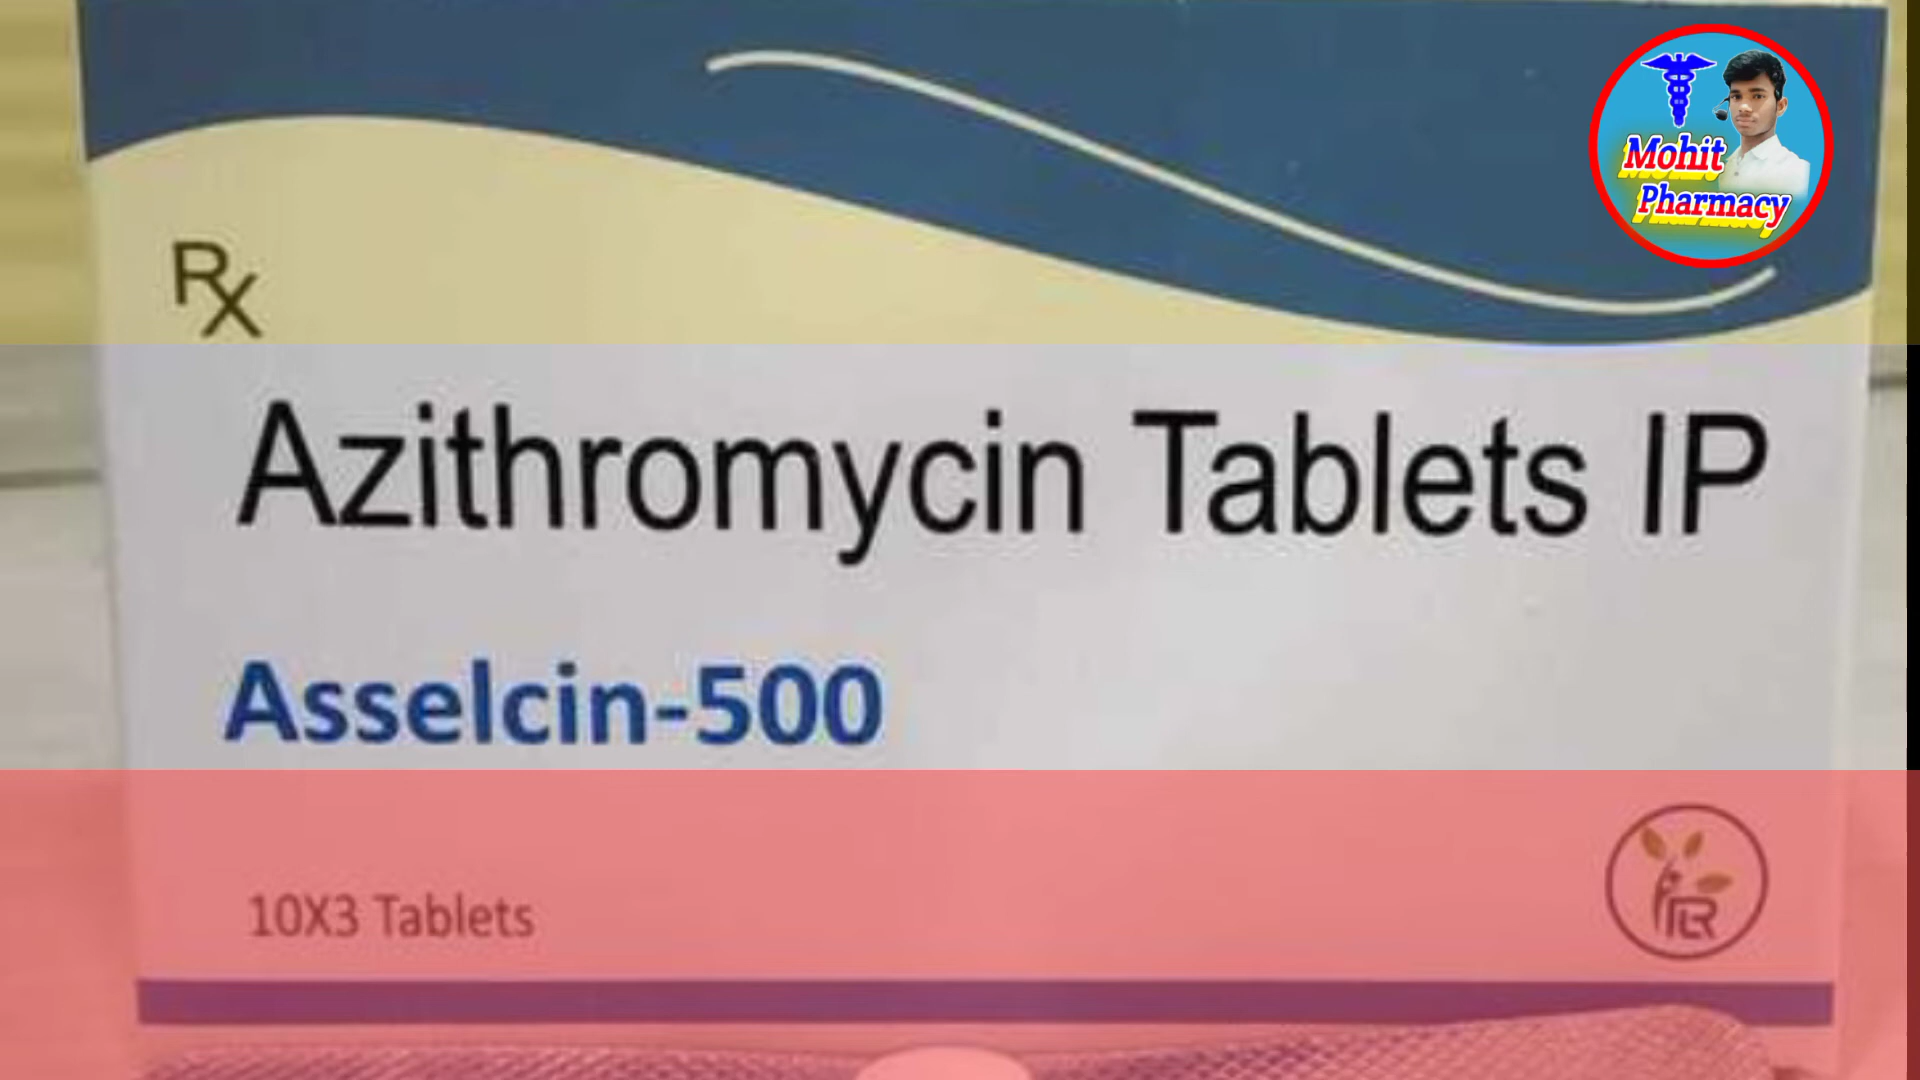 Mohit
Pharmacy
Rx
Azithromycin Tablets IP
Asselcin-500
10X3 Tablets